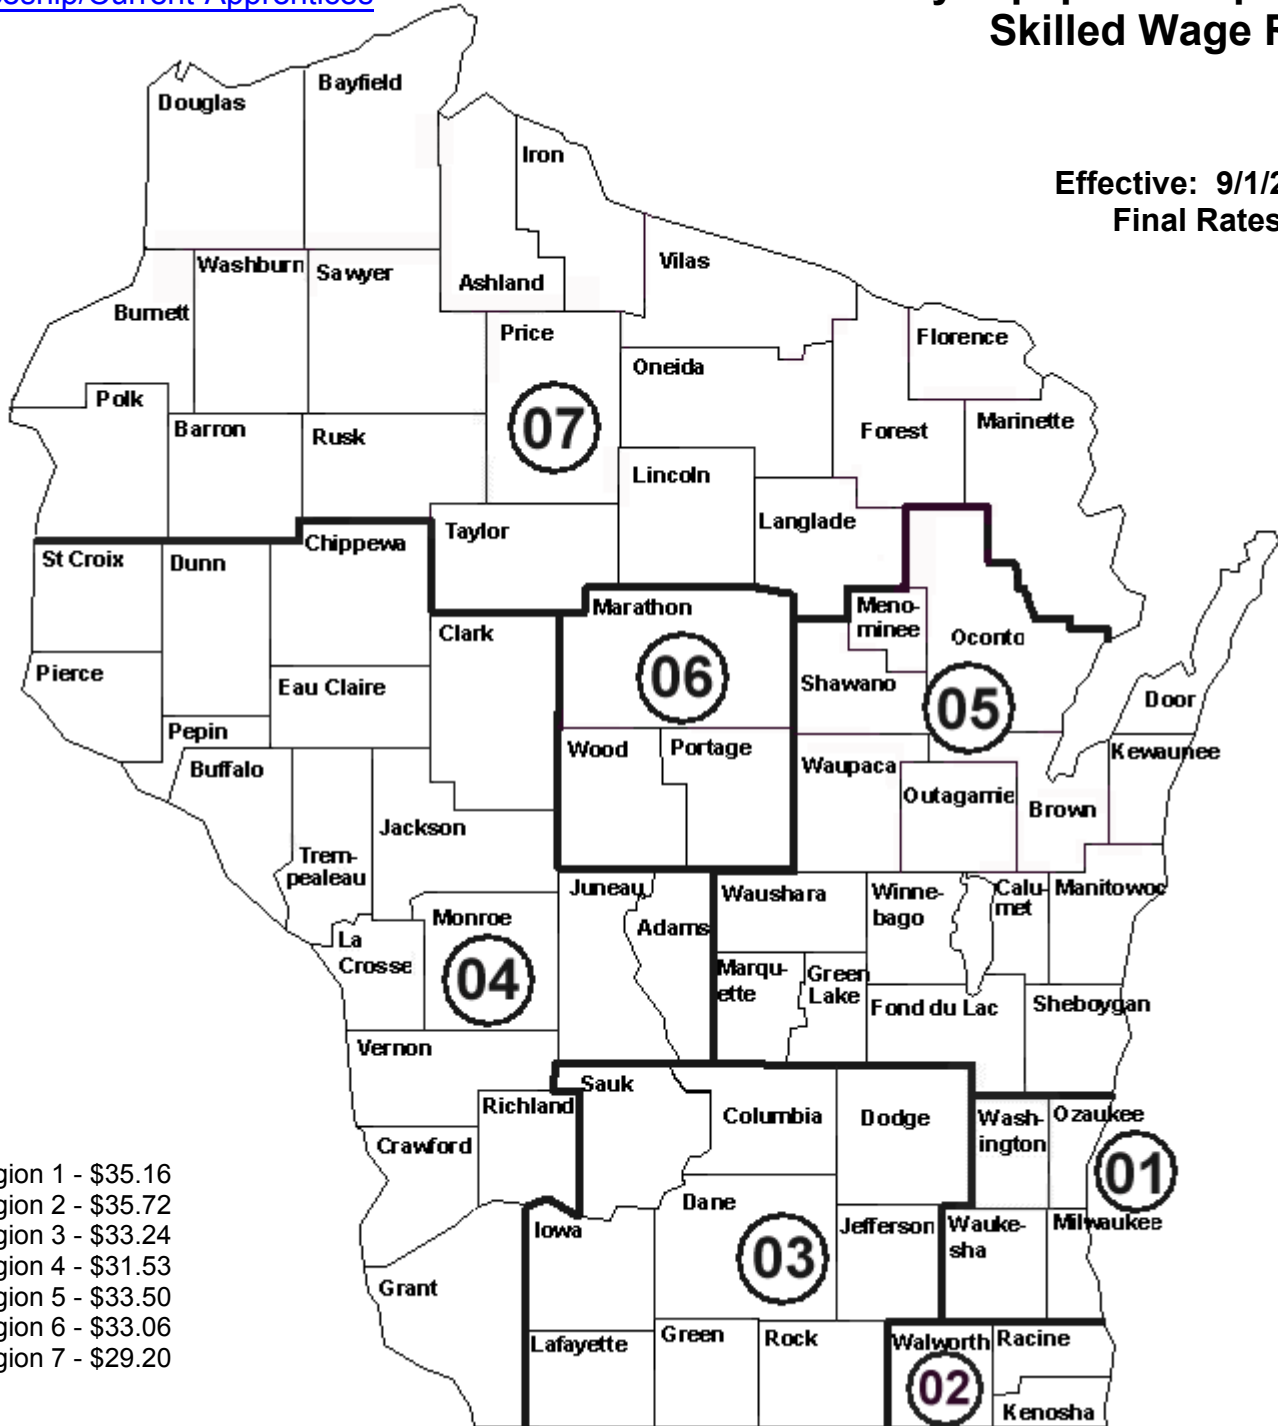 eship/Current-Apprentices
Skilled Wage
Effective: 9/1/2
Final Rates
Bayfield
Douglas
Iron
Vilas
Washburn
Sawyer
Ashland
Burnett
Price
Florence
Oneida
Polk
Marinette
Barron
Rusk
07
Forest
Lincoln
Langlade
Taylor
Chippewa
St Croix
Dunn
Marathon
Meno-
minee
Clark
Oconto
Pierce
06
Eau Claire
Shawano
05
Door
Pepin
Wood
Portage
Kewaunee
Buffalo
Waupaca
Outagamie
Brown
Jackson
Trem-
pealeau
Juneau
Waushara
Winne-
bago
Calu-
met
Manitowoc
Monroe
Adams
La
Crosse
04
Marqu-
ette
Green
Lake
Fond du Lac
Sheboygan
Vernon
Sauk
Richland
Columbia
Dodge
Wash-
ington
Ozaukee
Crawford
01
Dane
Iowa
Jefferson
Wauke-
sha
Milwaukee
03
Grant
Lafayette
Green
Rock
Walworth
Racine
02
Kenosha
gion 1 - $35.16
gion 2 - $35.72
gion 3 - $33.24
gion 4 - $31.53
gion 5 - $33.50
gion 6 - $33.06
gion 7 - $29.20